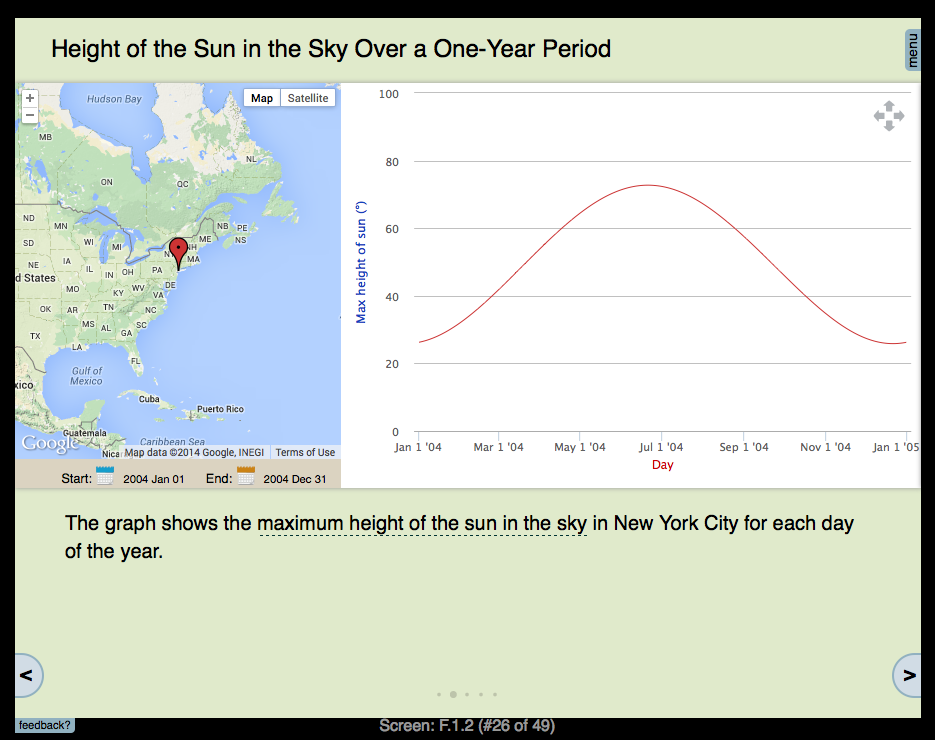 Height of the Sun in the Sky Over a One-Year Period
menu
+
−
Map
Satellite
Hudson Bay
MB
NL
ON
QC
ND
MN
NB
PE
SD
WI
MI
ME
NS
NH
MA
NE
IA
IL
IN
OH
PA
d States
MO
KY
WV
VA
DE
OK
AR
TN
NC
MS
AL
GA
SC
TX
LA
FL
Gulf of
Mexico
xico
Cuba
Puerto Rico
Guatemala
Caribbean Sea
Google
Nicar
Map data ©2014 Google, INEGI
Terms of Use
Start:
2004 Jan 01
End:
2004 Dec 31
Max height of sun (°)
100
80
60
40
20
0
Jan 1 '04
Mar 1 '04
May 1 '04
Jul 1 '04
Sep 1 '04
Nov 1 '04
Jan 1 '05
Day
The graph shows the maximum height of the sun in the sky in New York City for each day
of the year.
<
>
feedback?
Screen: F.1.2 (#26 of 49)